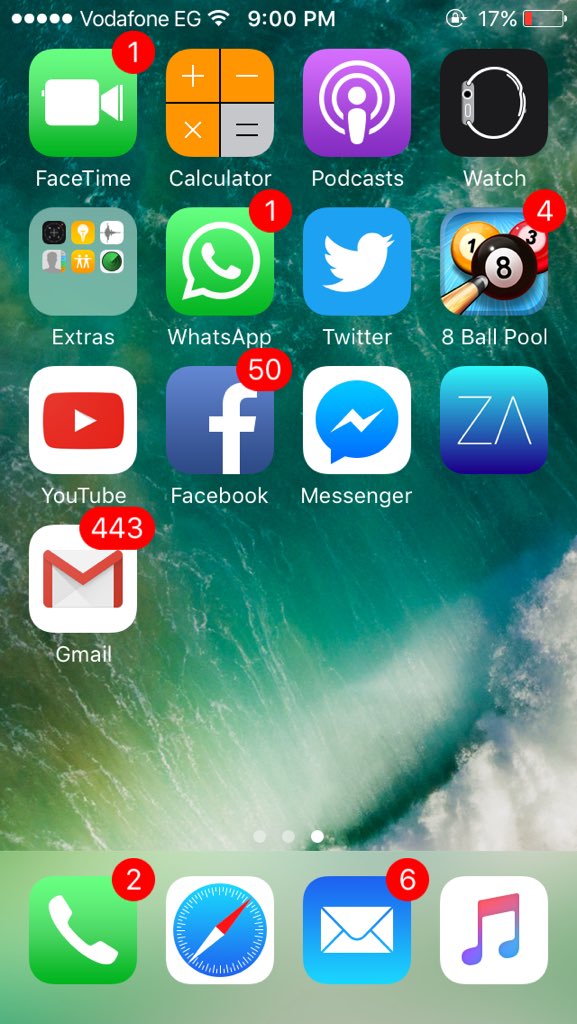 Vodafone EG 9:00 PM 17%
1
FaceTime Calculator Podcasts Watch
1 4
1 3 8
Extras WhatsApp Twitter 8 Ball Pool
50
f ZA
YouTube Facebook Messenger
443
Gmail
2 6